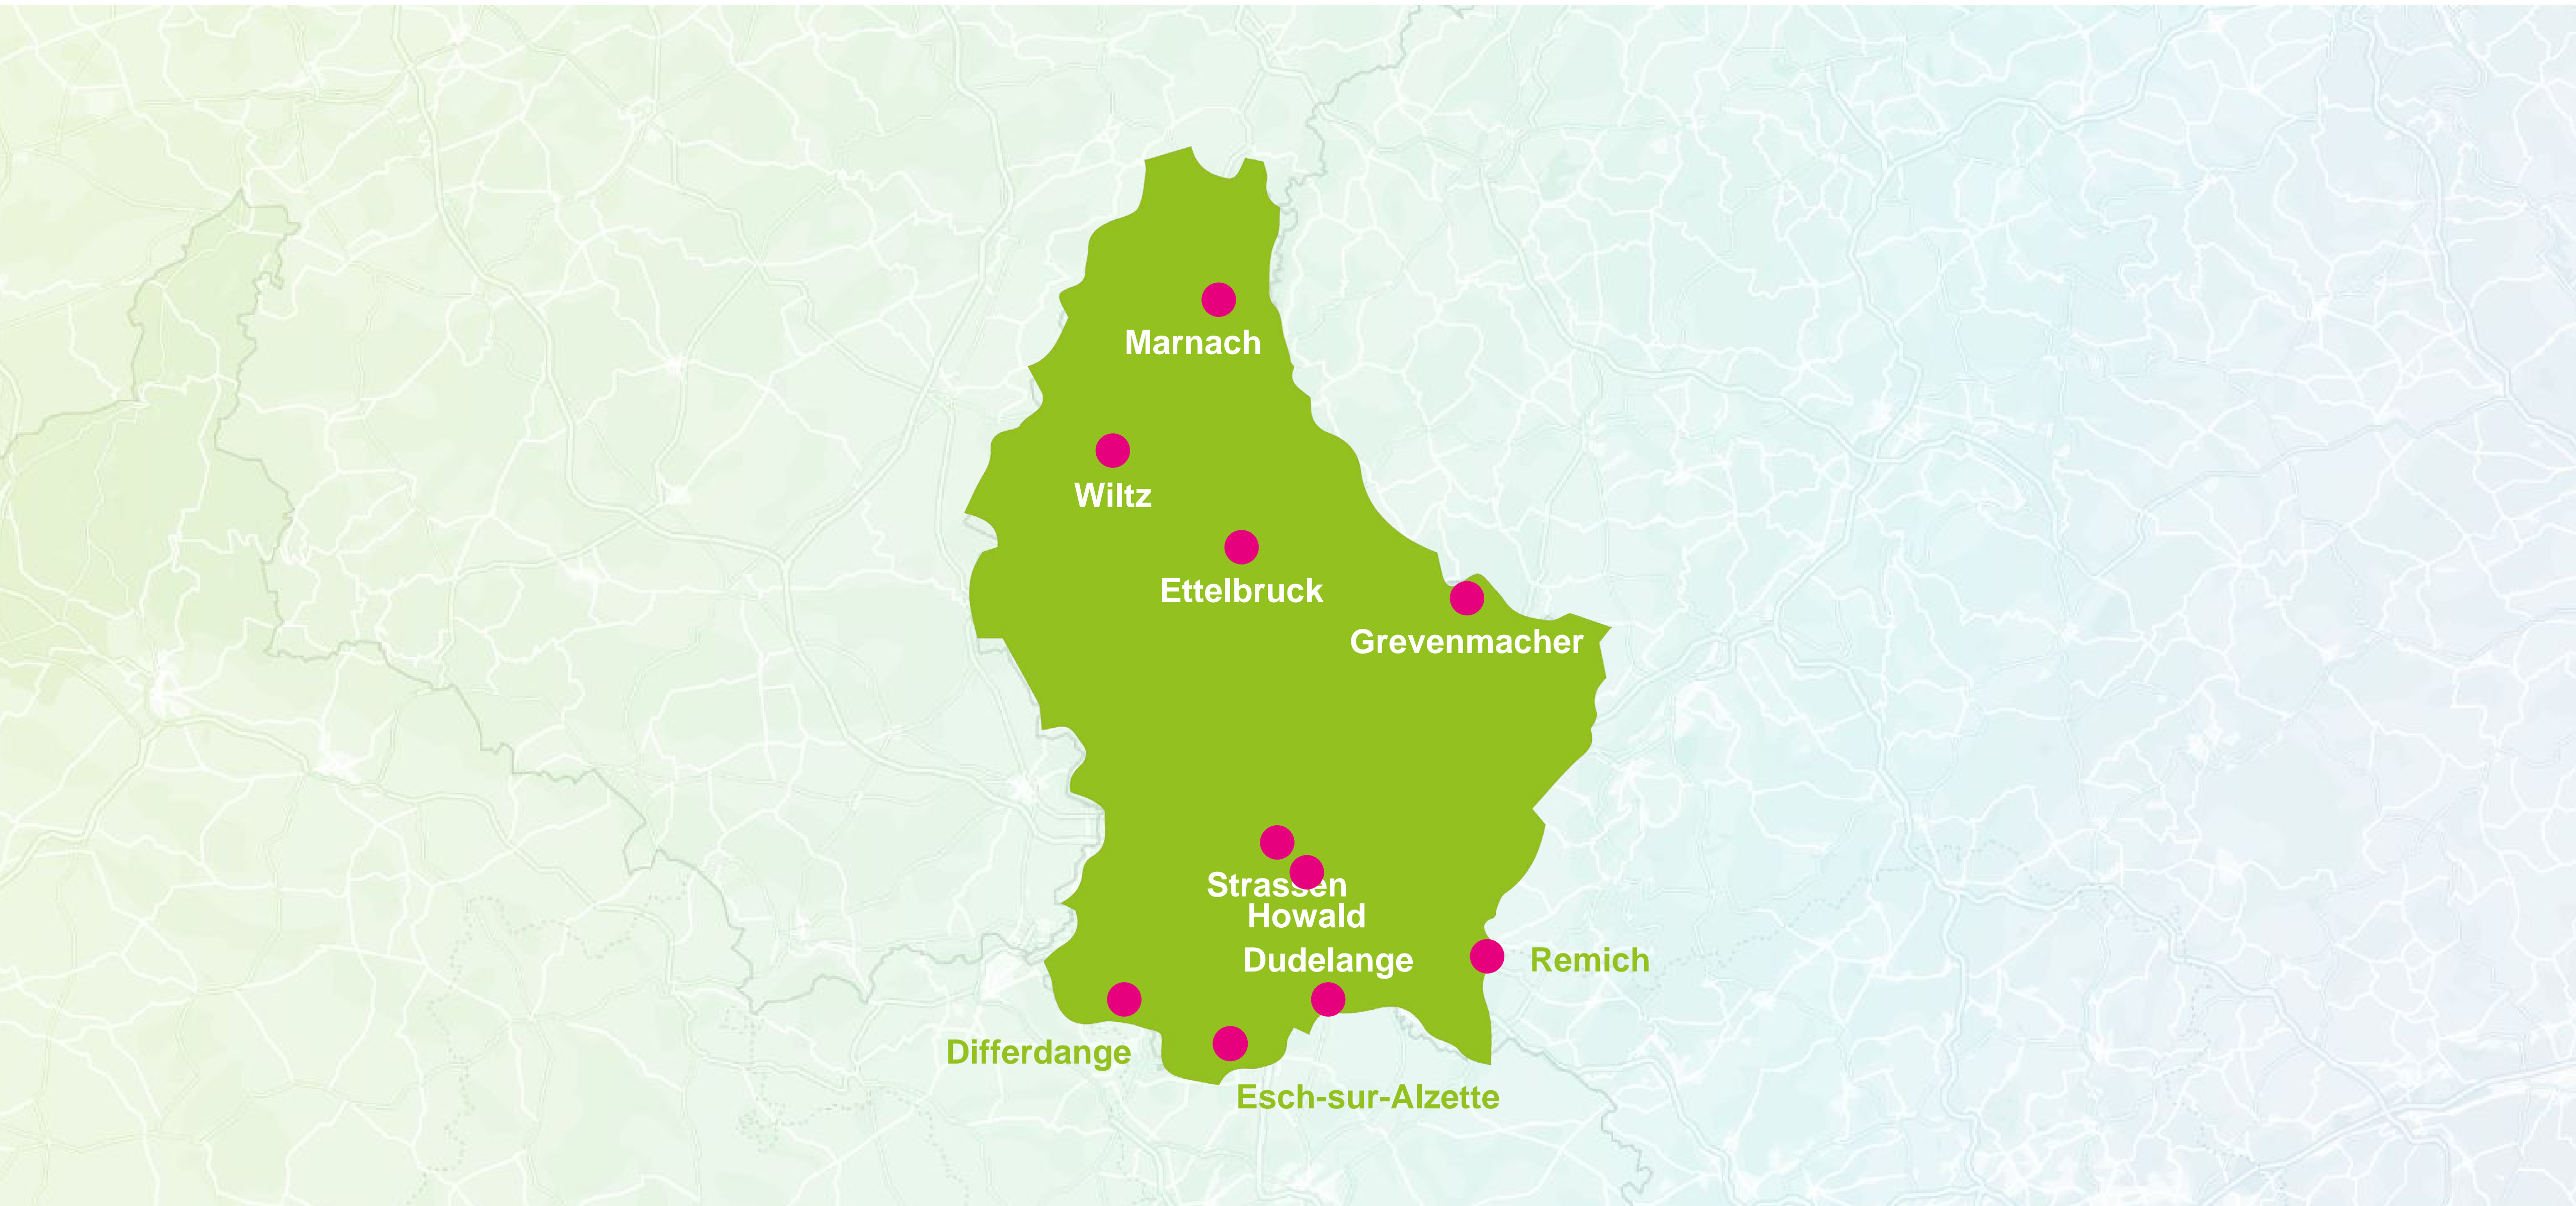 Marnach
Wiltz
Ettelbruck
Grevenmacher
Strassen
Howald
Dudelange
Remich
Differdange
Esch-sur-Alzette